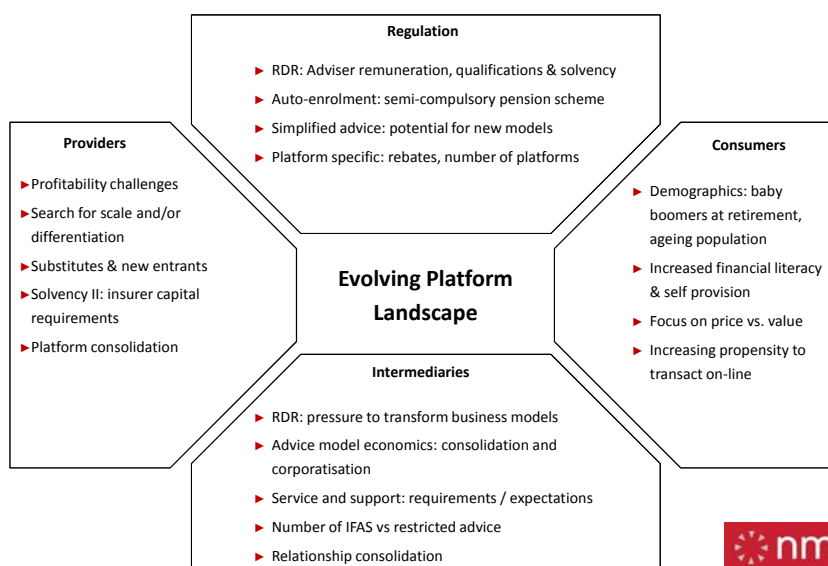 Regulation
► RDR: Adviser remuneration, qualifications & solvency
► Auto-enrolment: semi-compulsory pension scheme
► Simplified advice: potential for new models
► Platform specific: rebates, number of platforms
Providers
► Profitability challenges
► Search for scale and/or
differentiation
► Substitutes & new entrants
► Solvency II: insurer capital
requirements
► Platform consolidation
Evolving Platform
Landscape
Consumers
► Demographics: baby
boomers at retirement,
ageing population
► Increased financial literacy
& self provision
► Focus on price vs. value
► Increasing propensity to
transact on-line
Intermediaries
► RDR: pressure to transform business models
► Advice model economics: consolidation and
corporatisation
► Service and support: requirements / expectations
► Number of IFAS vs restricted advice
► Relationship consolidation
nm